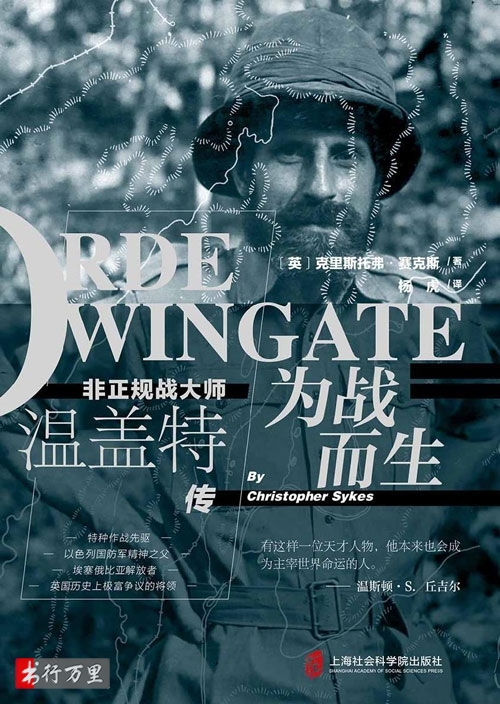 ORDE
WINGATE
[英] 克里斯托弗·赛克斯 / 著
杨 虎 / 译
非正规战大师
温盖特
传
为战
而生
By
Christopher Sykes
特种作战先驱
以色列国防军精神之父
埃塞俄比亚解放者
英国历史上极富争议的将领
有这样一位天才人物，他本来也会成
为主宰世界命运的人。
——温斯顿·S. 丘吉尔
书行万里
上海社会科学院出版社
SHANGHAI ACADEMY OF SOCIAL SCIENCES PRESS